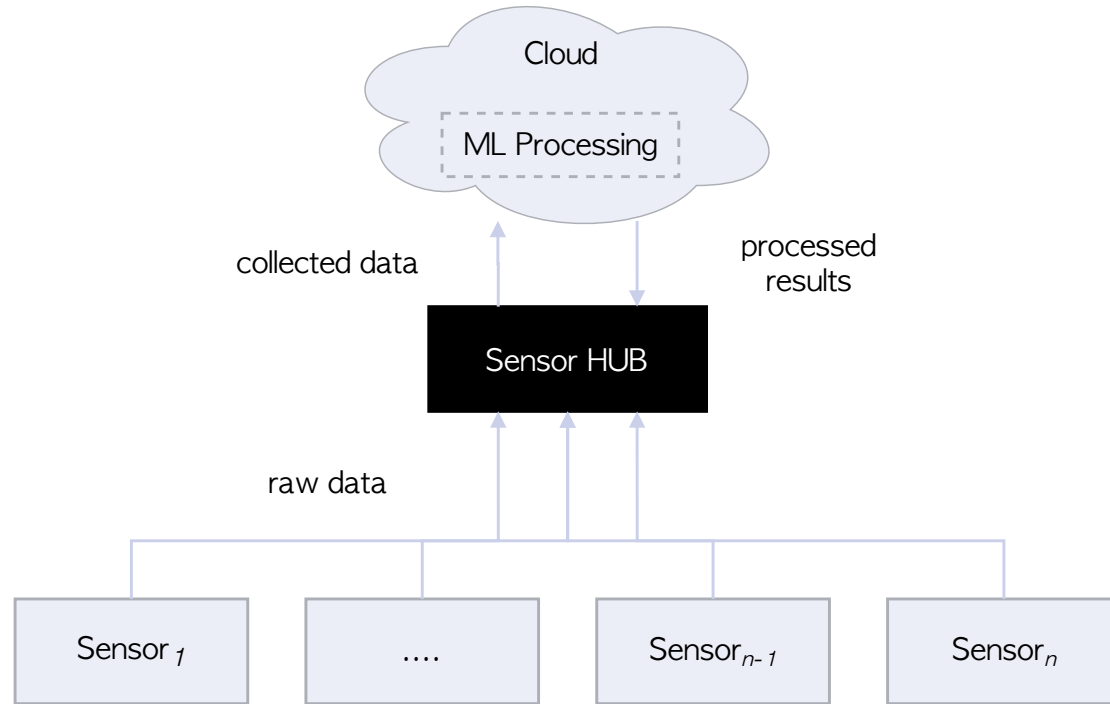 Cloud
ML Processing
collected data
processed
results
Sensor HUB
raw data
Sensor 1
....
Sensorn-1
Sensorn